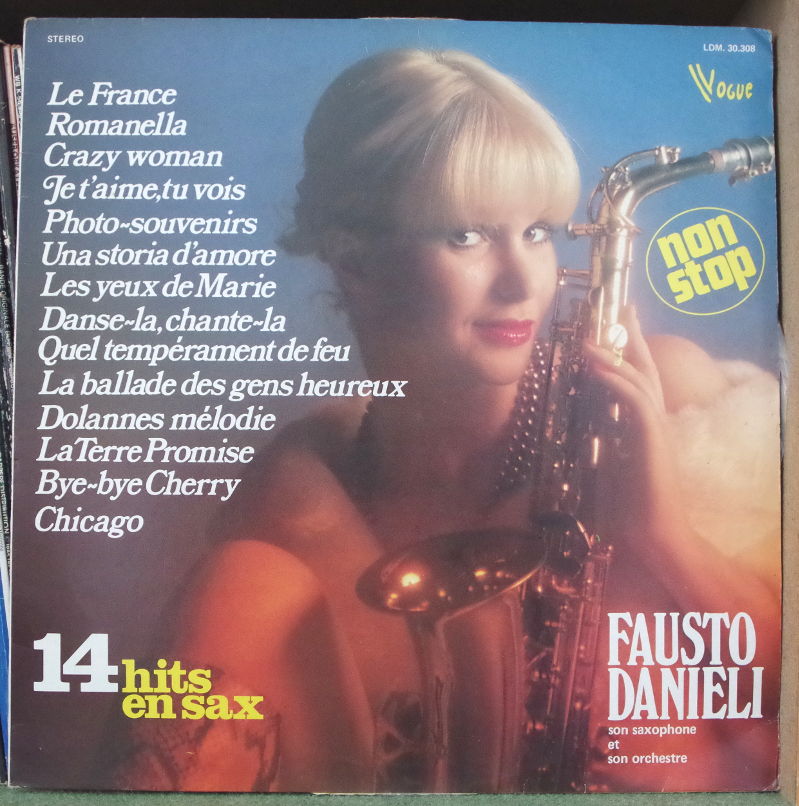 STEREO
LDM. 30.308
Vogue
Le France
Romanella
Crazy woman
Je t'aime,tu vois
Photo-souvenirs
Una storia d'amore
Les yeux de Marie
Danse-la,chante-la
Quel tempérament de feu
La ballade des gens heureux
Dolannes mélodie
La Terre Promise
Bye-bye Cherry
Chicago
non
stop
14 hits
en sax
FAUSTO
DANIELI
son saxophone
et
son orchestre